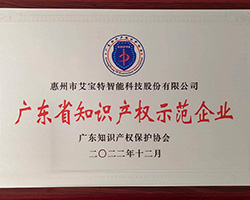 惠州市艾宝特智能科技股份有限公司
广东省知识产权示范企业
广东知识产权保护协会
二〇二二年十二月